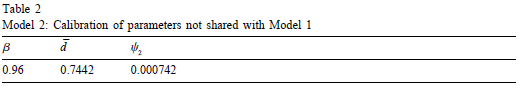 Table 2
Model 2: Calibration of parameters not shared with Model 1
β d̄ ψ₂
0.96 0.7442 0.000742